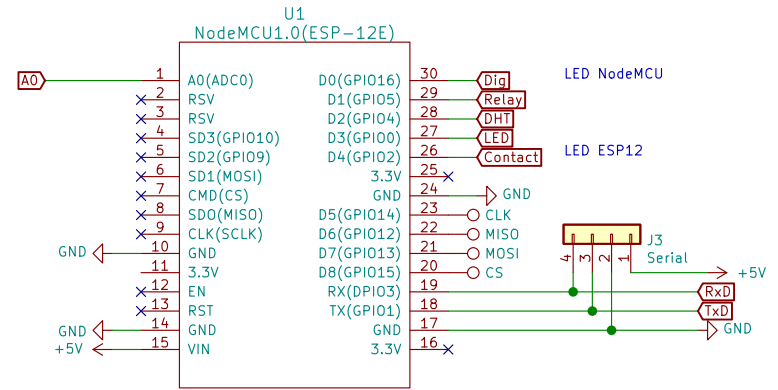 U1
NodeMCU1.0(ESP-12E)
A0 1 A0(ADC0) D0(GPIO16) 30 Dig LED NodeMCU
2 RSV D1(GPIO5) 29 Relay
3 RSV D2(GPIO4) 28 DHT
4 SD3(GPIO10) D3(GPIO0) 27 LED
5 SD2(GPIO9) D4(GPIO2) 26 Contact LED ESP12
6 SD1(MOSI) 3.3V 25
7 CMD(CS) GND 24 GND
8 SD0(MISO) D5(GPIO14) 23 CLK
9 CLK(SCLK) D6(GPIO12) 22 MISO J3
GND 10 GND D7(GPIO13) 21 MOSI 4 3 2 1 Serial
11 3.3V D8(GPIO15) 20 CS +5V
12 EN RX(DPIO3) 19 RxD
13 RST TX(GPIO1) 18 TxD
GND 14 GND GND 17 GND
+5V 15 VIN 3.3V 16